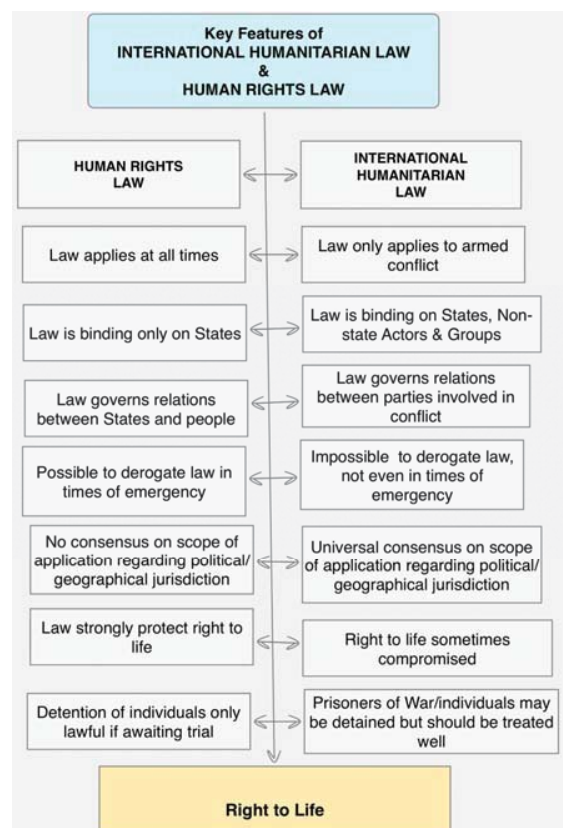 Key Features of
INTERNATIONAL HUMANITARIAN LAW
&
HUMAN RIGHTS LAW
HUMAN RIGHTS
LAW
INTERNATIONAL
HUMANITARIAN
LAW
Law applies at all times
Law only applies to armed
conflict
Law is binding only on States
Law is binding on States, Non-
state Actors & Groups
Law governs relations
between States and people
Law governs relations
between parties involved in
conflict
Possible to derogate law in
times of emergency
Impossible to derogate law,
not even in times of
emergency
No consensus on scope of
application regarding political/
geographical jurisdiction
Universal consensus on scope
of application regarding political/
geographical jurisdiction
Law strongly protect right to
life
Right to life sometimes
compromised
Detention of individuals only
lawful if awaiting trial
Prisoners of War/individuals may
be detained but should be treated
well
Right to Life